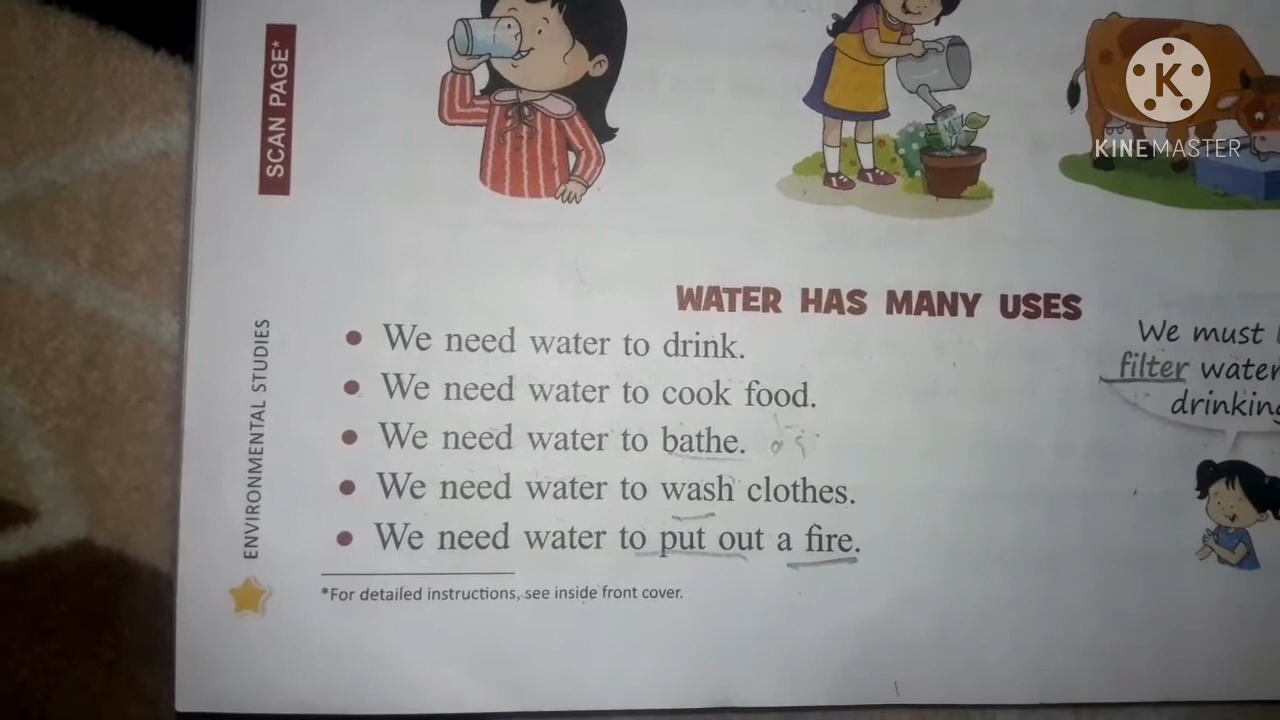 SCAN PAGE*
K
KINEMASTER
WATER HAS MANY USES
We need water to drink.
We need water to cook food.
We need water to bathe.
We need water to wash clothes.
We need water to put out a fire.
*For detailed instructions, see inside front cover.
We must
filter water
drinking
ENVIRONMENTAL STUDIES